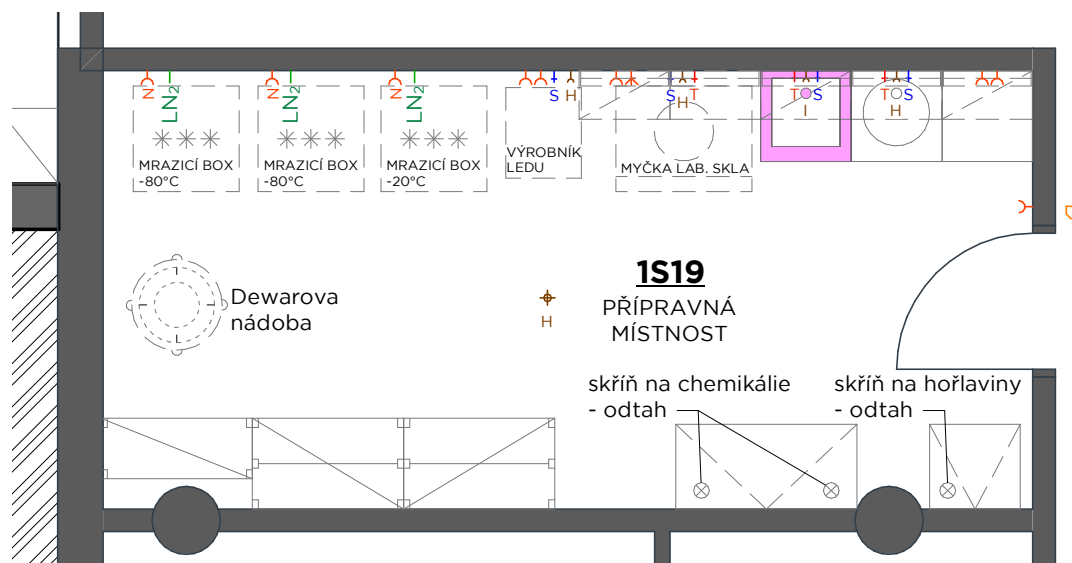 N
LN2
N
LN2
N
LN2
S
H
S
H
T
T
S
I
T
S
H
MRAZICÍ BOX
-80°C
MRAZICÍ BOX
-80°C
MRAZICÍ BOX
-20°C
VÝROBNÍK
LEDU
MYČKA LAB. SKLA
Dewarova
nádoba
H
1S19
PŘÍPRAVNÁ
MÍSTNOST
skříň na chemikálie
- odtah
skříň na hořlaviny
- odtah